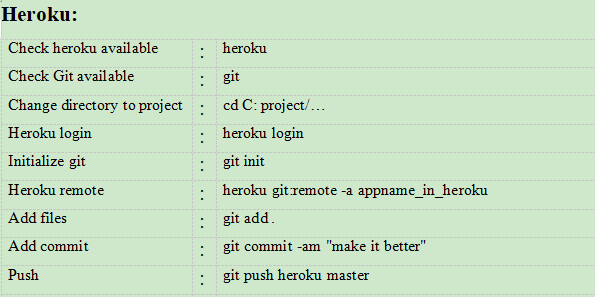 Heroku:
Check heroku available : heroku
Check Git available : git
Change directory to project : cd C: project/…
Heroku login : heroku login
Initialize git : git init
Heroku remote : heroku git:remote -a appname_in_heroku
Add files : git add .
Add commit : git commit -am "make it better"
Push : git push heroku master